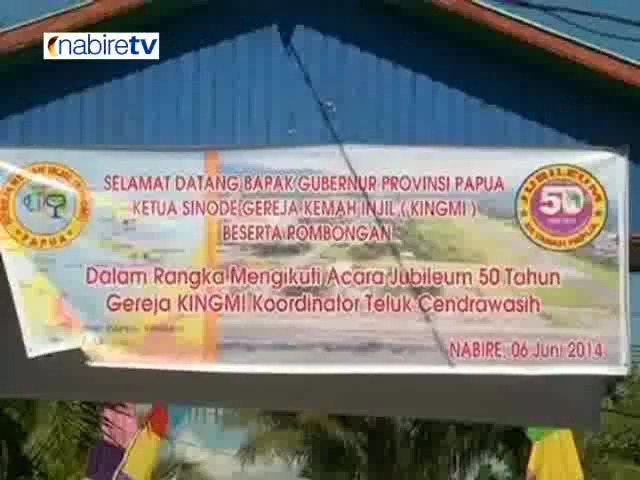 nabiretv
SELAMAT DATANG BAPAK GUBERNUR PROVINSI PAPUA
KETUA SINODE GEREJA KEMAH INJIL ( KINGMI )
BESERTA ROMBONGAN
Dalam Rangka Mengikuti Acara Jubileum 50 Tahun
Gereja KINGMI Koordinator Teluk Cendrawasih
NABIRE, 06 Juni 2014
JUBILEUM
50
PAPUA